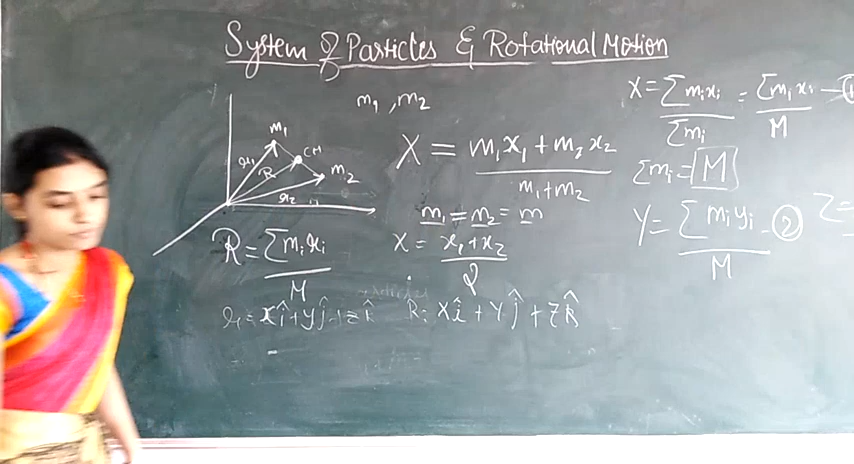 System of Particles & Rotational Motion
m₁, m₂
m₁
CM
r₁
R
m₂
r₂
X = m₁x₁ + m₂x₂ / m₁+m₂
m₁ = m₂ = m
X = x₁+x₂ / 2
R = Σmᵢrᵢ / M
r = xî+yĵ+zk̂
R = Xî + Yĵ + Zk̂
X = Σmᵢxᵢ / Σmᵢ = Σmᵢxᵢ / M — ①
Σmᵢ = M
Y = Σmᵢyᵢ / M - ②
Z =